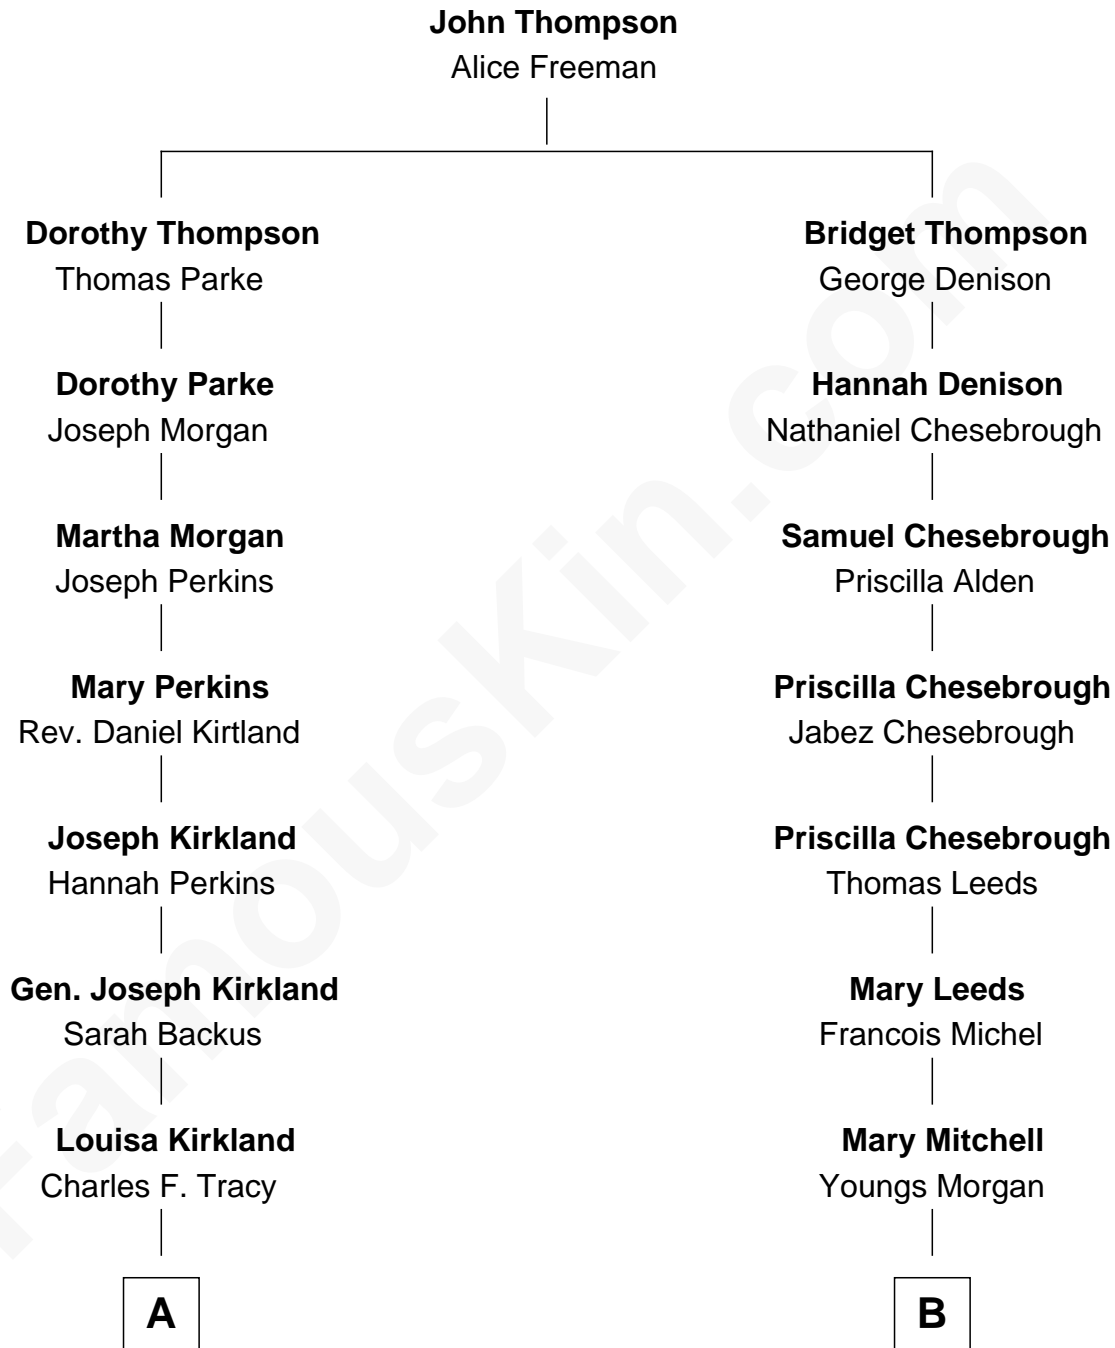 John Thompson
Alice Freeman
Dorothy Thompson
Thomas Parke
Bridget Thompson
George Denison
Dorothy Parke
Joseph Morgan
Hannah Denison
Nathaniel Chesebrough
Martha Morgan
Joseph Perkins
Samuel Chesebrough
Priscilla Alden
Mary Perkins
Rev. Daniel Kirtland
Priscilla Chesebrough
Jabez Chesebrough
Joseph Kirkland
Hannah Perkins
Priscilla Chesebrough
Thomas Leeds
Gen. Joseph Kirkland
Sarah Backus
Mary Leeds
Francois Michel
Louisa Kirkland
Charles F. Tracy
Mary Mitchell
Youngs Morgan
A
B
FamousKin.com